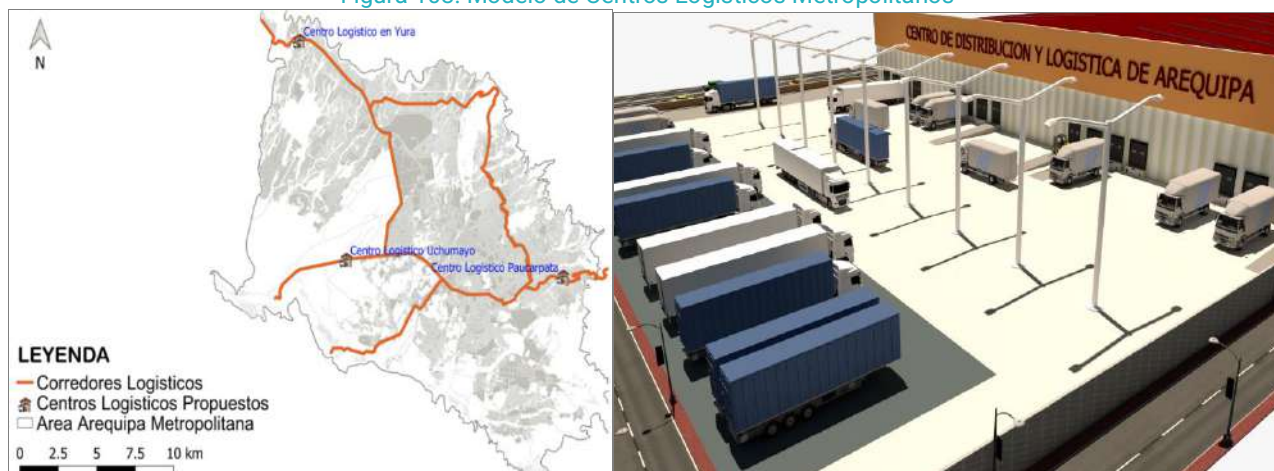 Centro Logistico en Yura
N
Centro Logistico Uchumayo
Centro Logistico Paucarpata
LEYENDA
Corredores Logisticos
Centros Logisticos Propuestos
Area Arequipa Metropolitana
0 2.5 5 7.5 10 km
CENTRO DE DISTRIBUCION Y LOGISTICA DE AREQUIPA